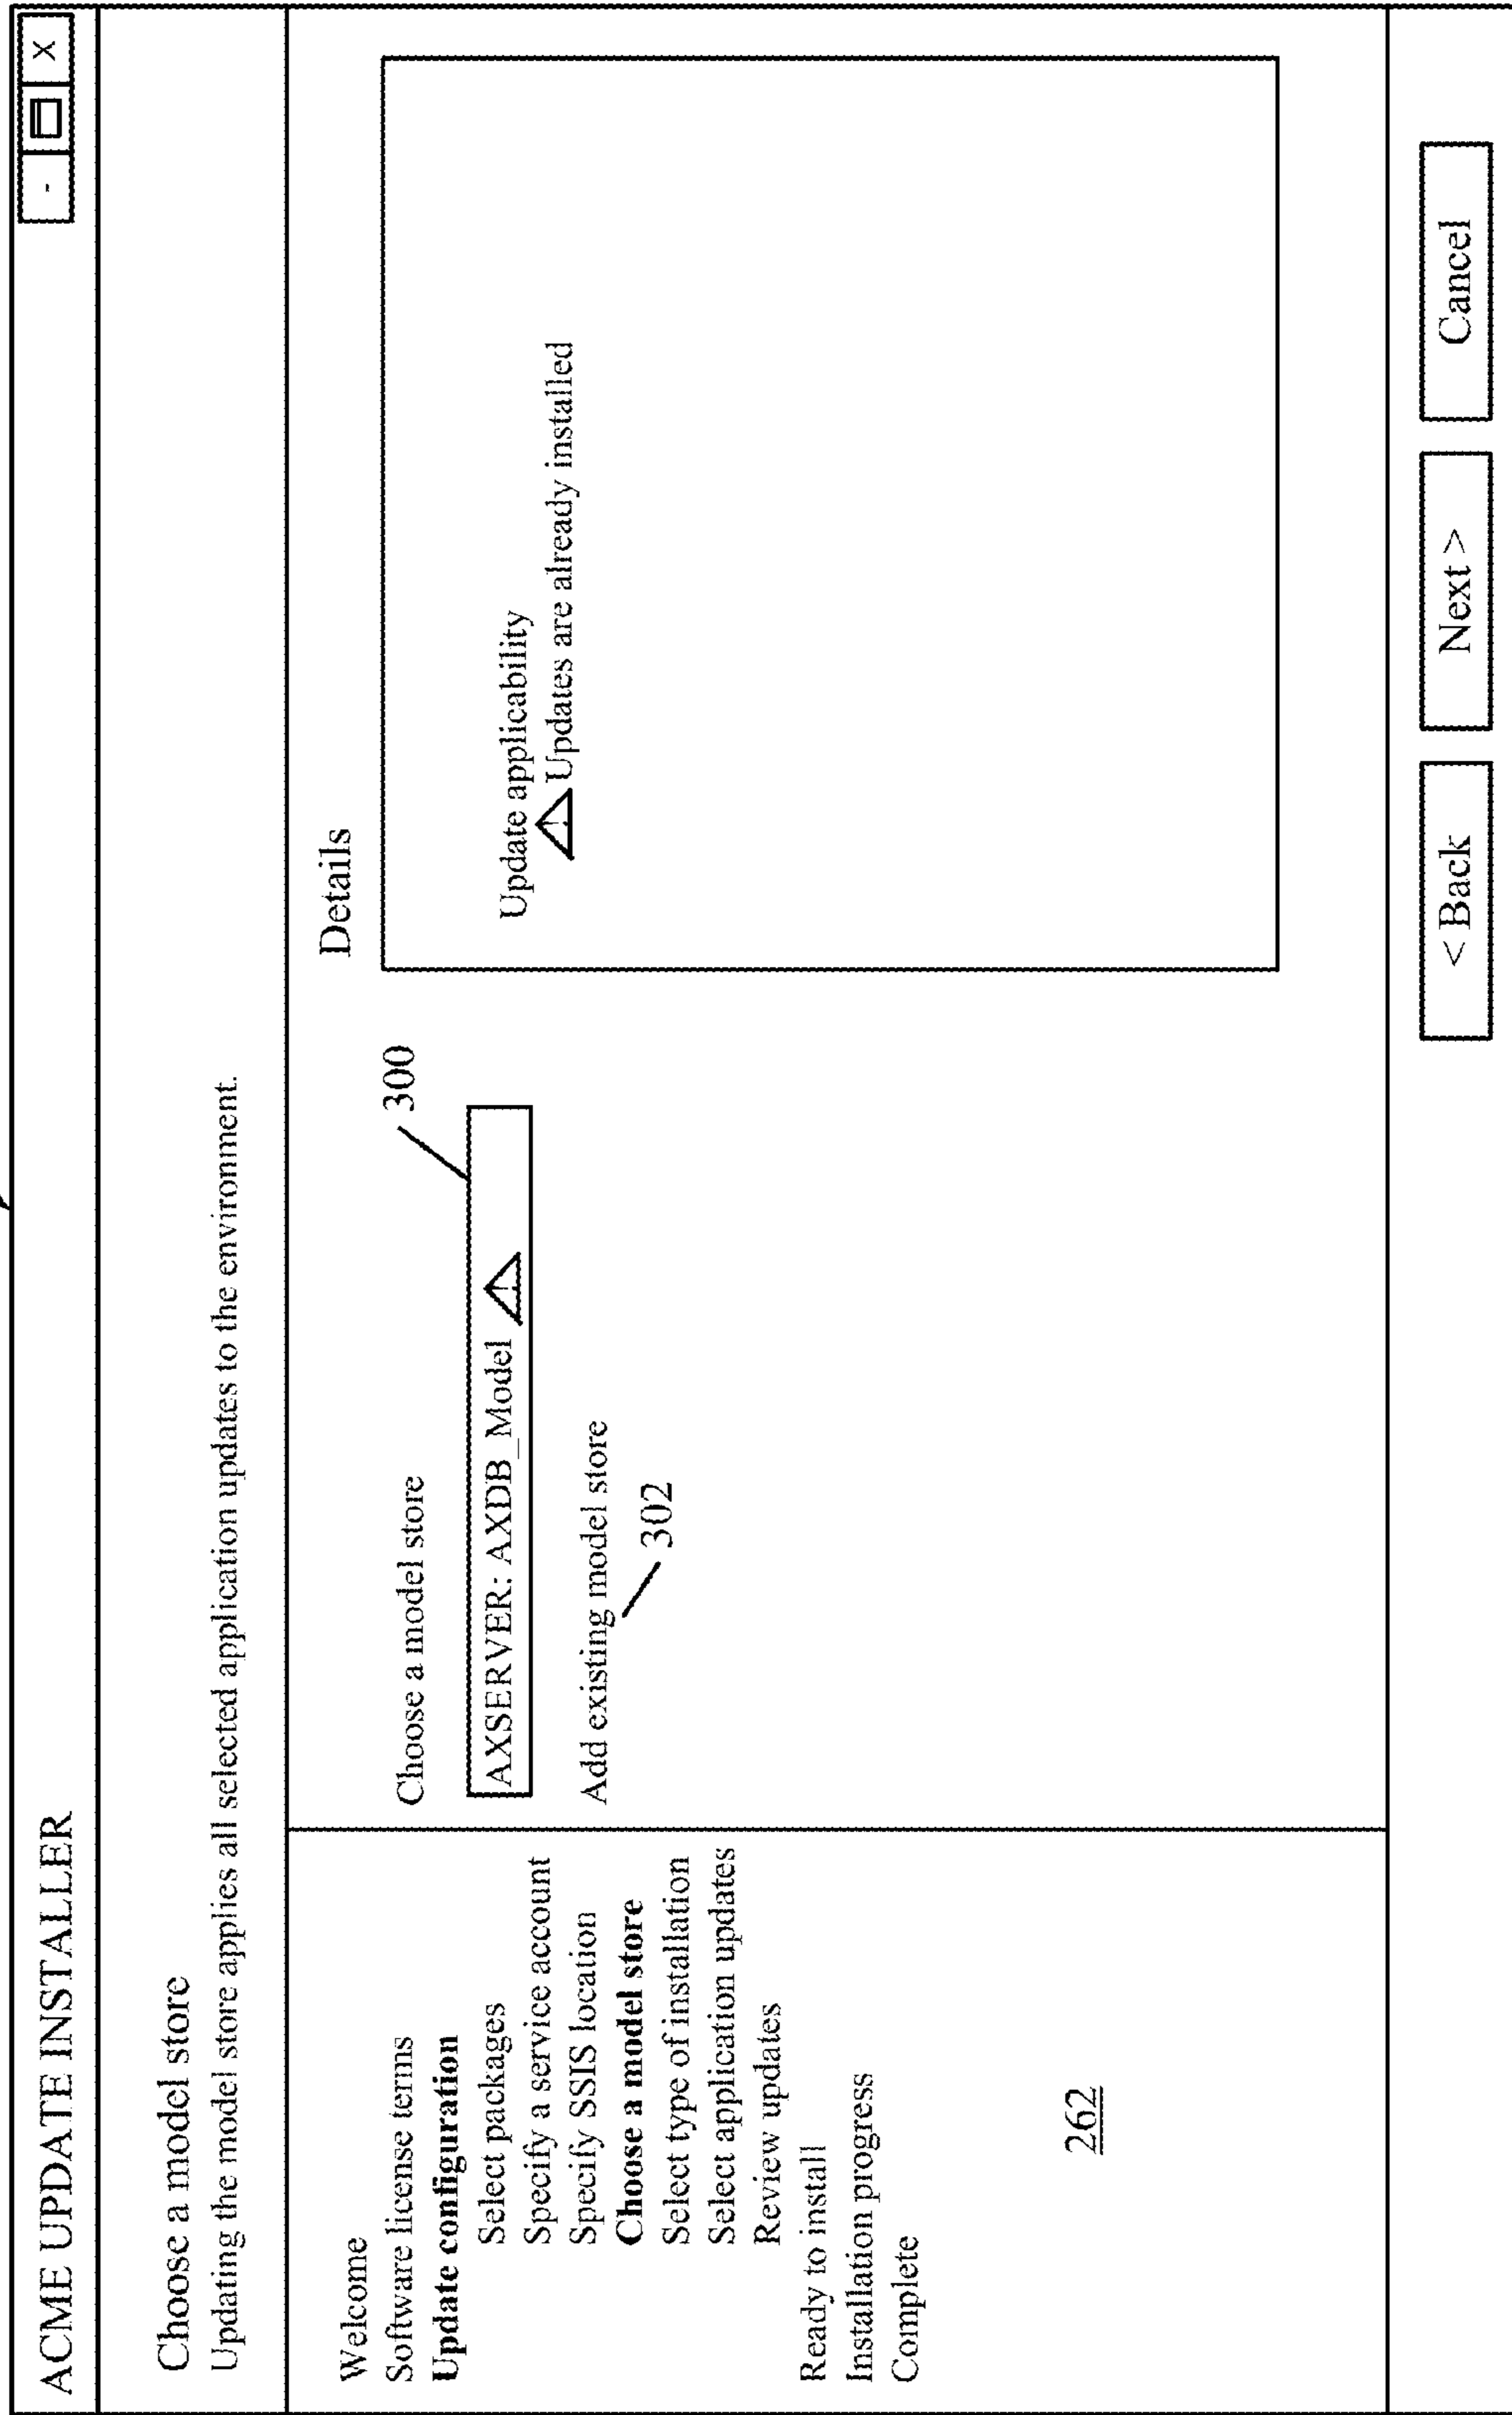 ACME UPDATE INSTALLER
- X
Choose a model store
Updating the model store applies all selected application updates to the environment.
Welcome
Software license terms
Update configuration
Select packages
Specify a service account
Specify SSIS location
Choose a model store
Select type of installation
Select application updates
Review updates
Ready to install
Installation progress
Complete
262
Choose a model store
300
AXSERVER: AXDB_Model !
Add existing model store
302
Details
Update applicability
! Updates are already installed
< Back
Next >
Cancel